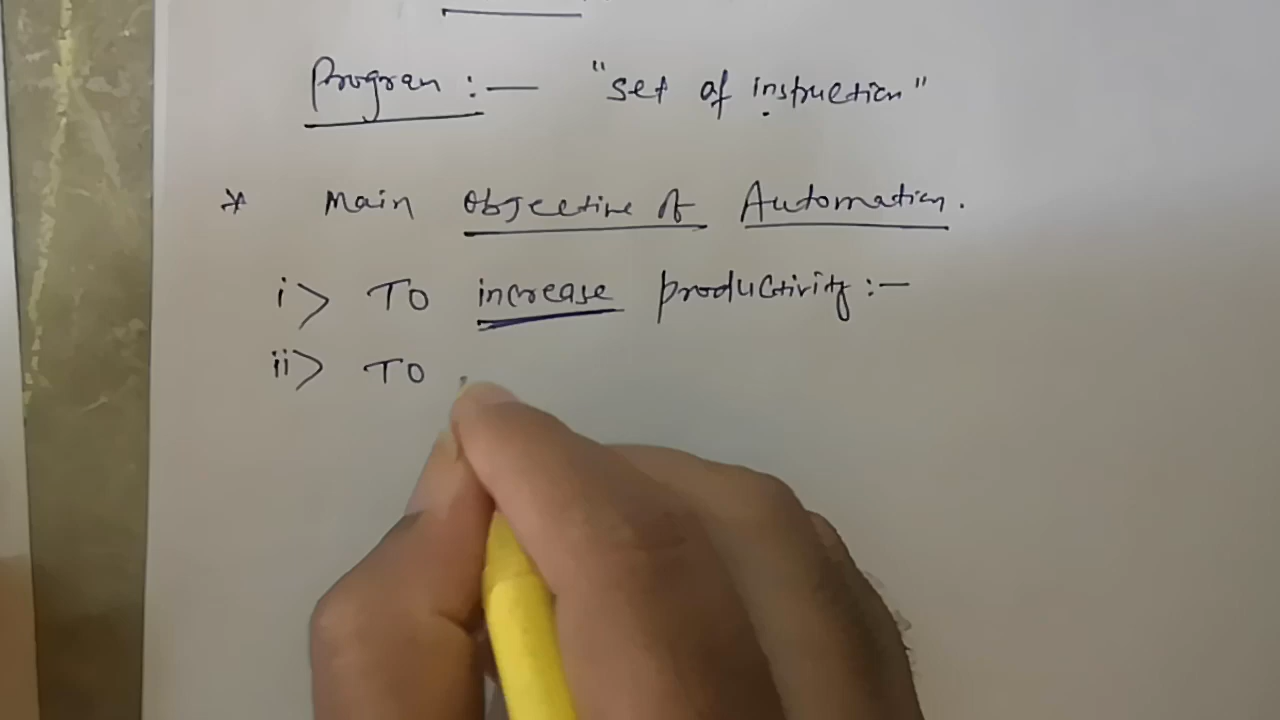 Program :— "set of instruction"
* Main Objective of Automation.
i> To increase productivity :—
ii> To